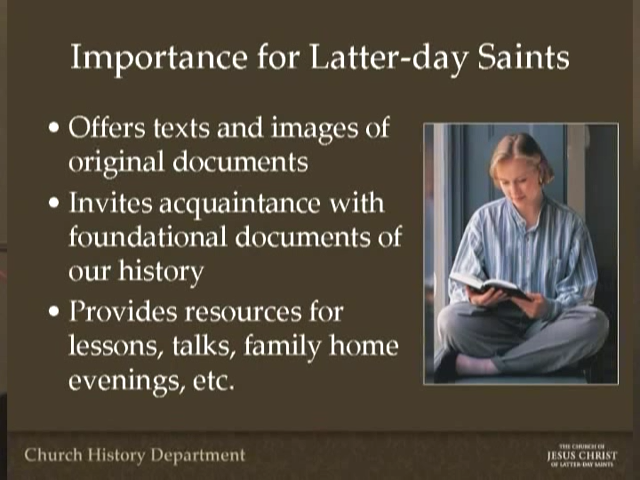 Importance for Latter-day Saints
• Offers texts and images of
original documents
• Invites acquaintance with
foundational documents of
our history
• Provides resources for
lessons, talks, family home
evenings, etc.
Church History Department
THE CHURCH OF
JESUS CHRIST
OF LATTER-DAY SAINTS